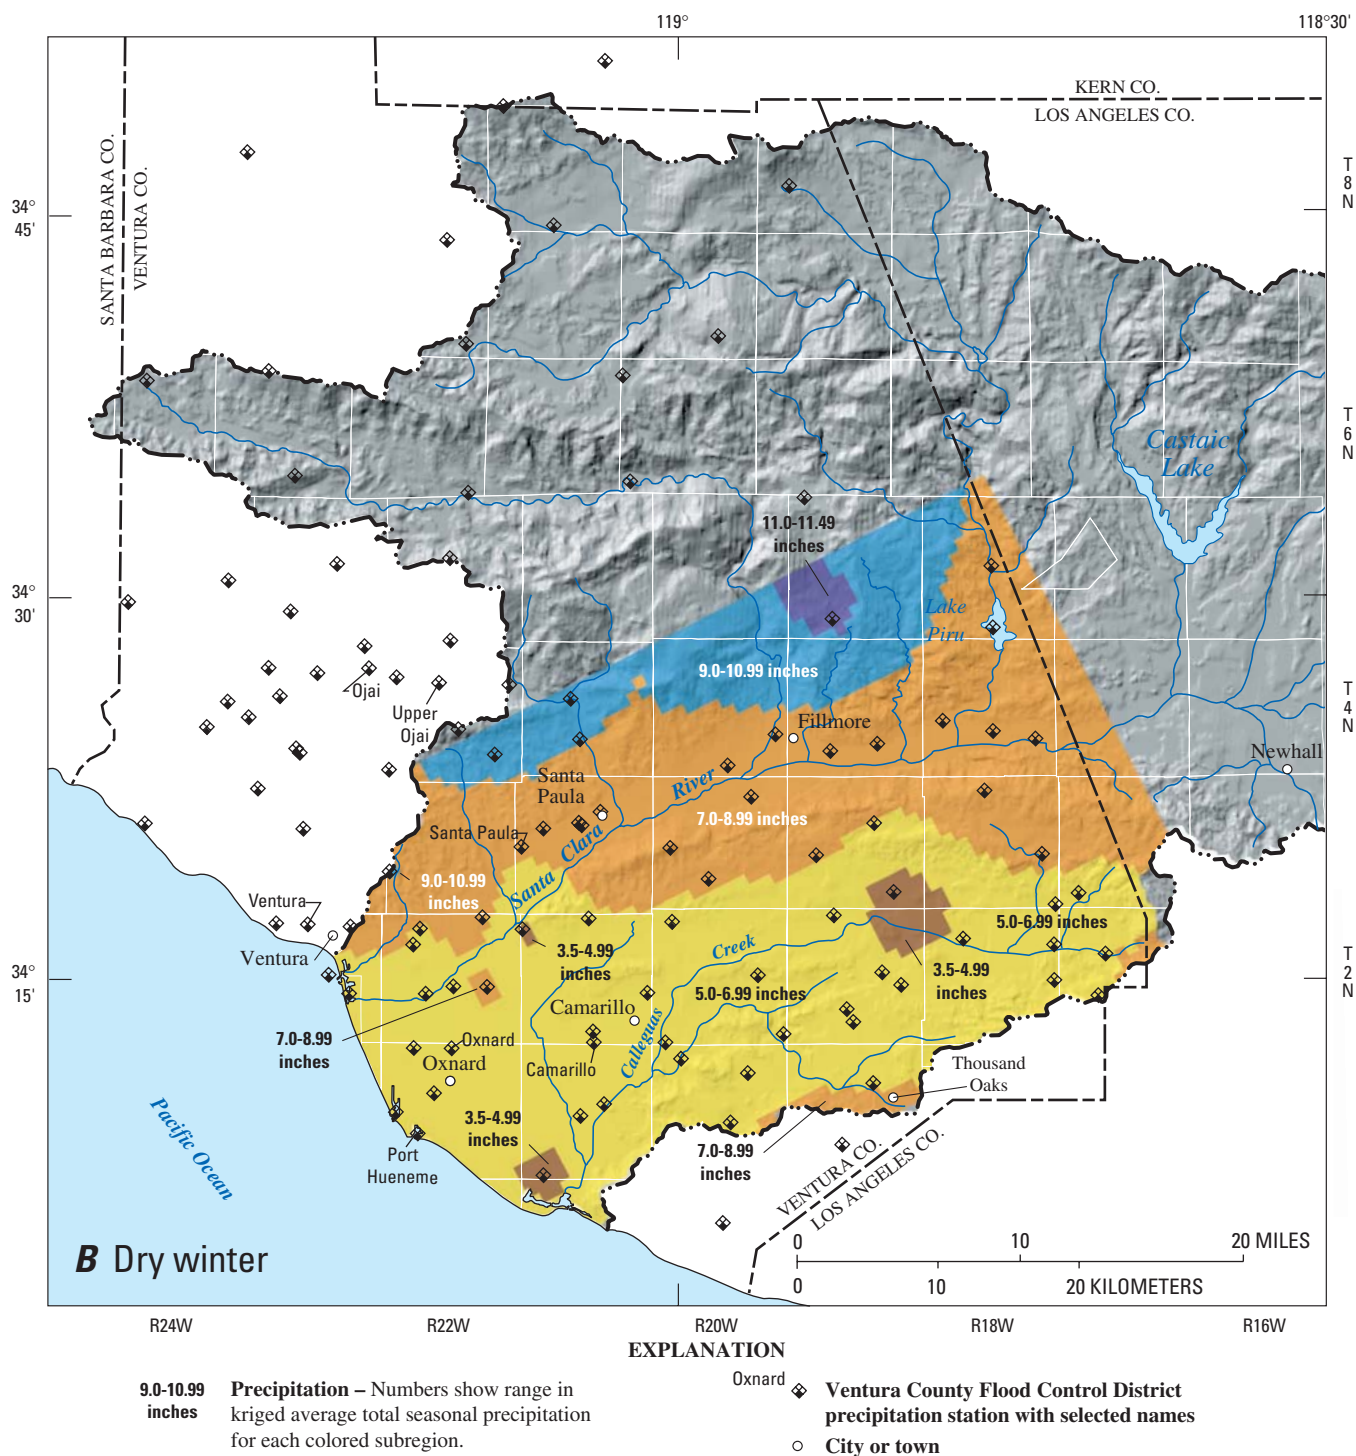 119°
118°30'
KERN CO.
LOS ANGELES CO.
SANTA BARBARA CO.
VENTURA CO.
T
8
N
34°
45'
T
6
N
Castaic
Lake
11.0-11.49
inches
34°
30'
Lake
Piru
9.0-10.99 inches
Ojai
Upper
Ojai
T
4
N
Fillmore
Newhall
Santa
Paula
River
7.0-8.99 inches
Santa Paula
Clara
Santa
9.0-10.99
inches
Ventura
5.0-6.99 inches
Ventura
3.5-4.99
inches
Creek
3.5-4.99
inches
T
2
N
34°
15'
5.0-6.99 inches
Camarillo
7.0-8.99
inches
Oxnard
Oxnard
Camarillo
Calleguas
Thousand
Oaks
3.5-4.99
inches
Port
Hueneme
7.0-8.99
inches
VENTURA CO.
LOS ANGELES CO.
Pacific Ocean
B Dry winter
0 10 20 MILES
0 10 20 KILOMETERS
R24W R22W R20W R18W R16W
EXPLANATION
9.0-10.99
inches
Precipitation – Numbers show range in
kriged average total seasonal precipitation
for each colored subregion.
Oxnard
Ventura County Flood Control District
precipitation station with selected names
City or town